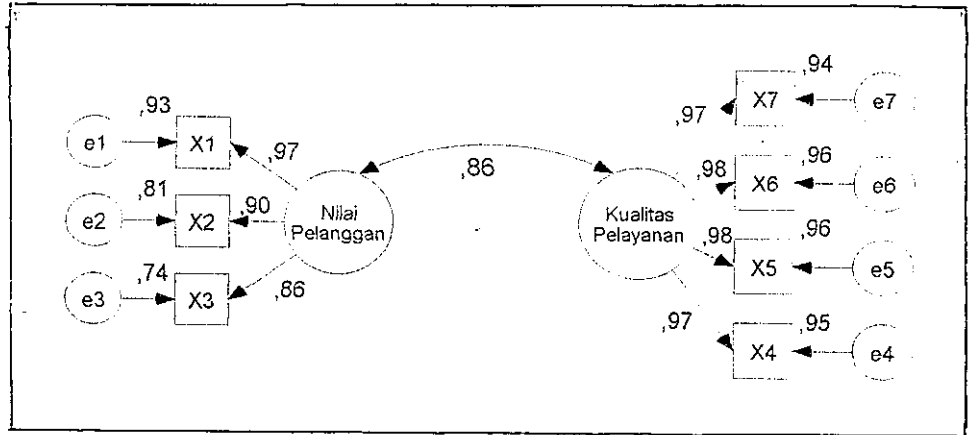 ,94
X7
e7
,97
,93
e1
X1
,97
,86
,98
X6
,96
e6
,81
e2
X2
,90
Nilai
Pelanggan
Kualitas
Pelayanan
,98
X5
,96
e5
,74
e3
X3
,86
,97
X4
,95
e4